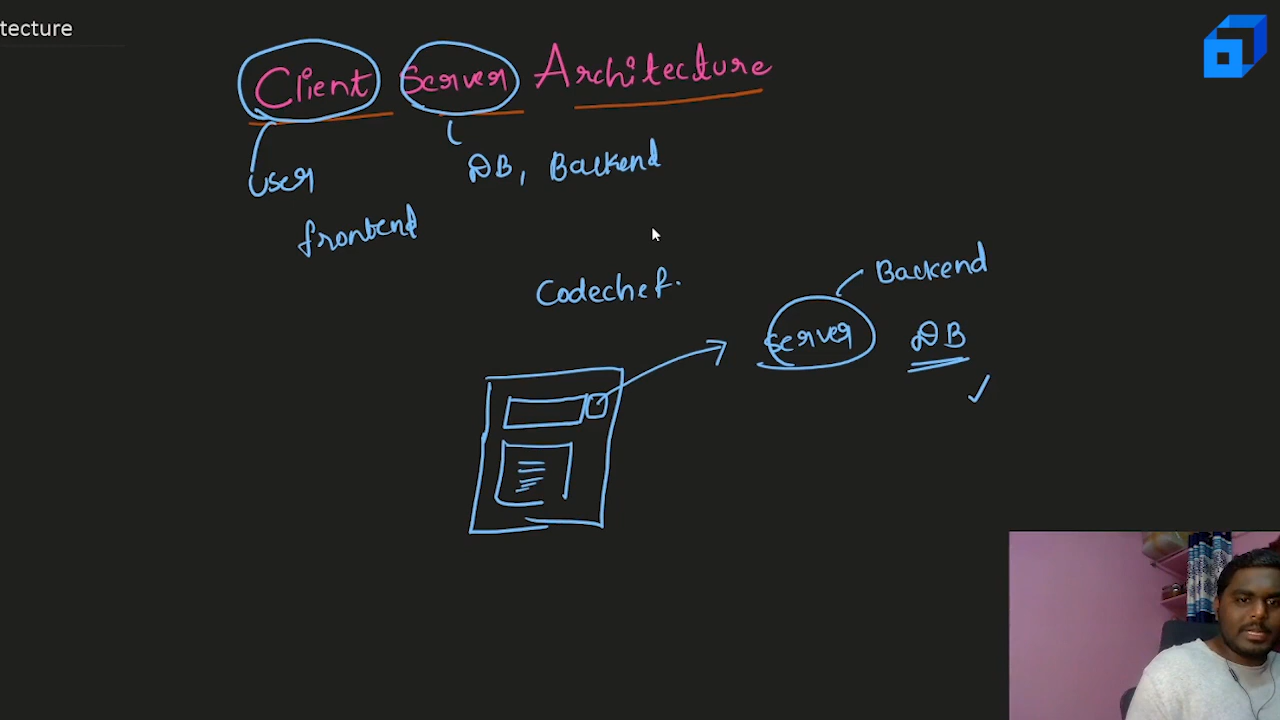 tecture
Client Server Architecture
user
DB, Backend
frontend
Codechef.
Backend
server DB